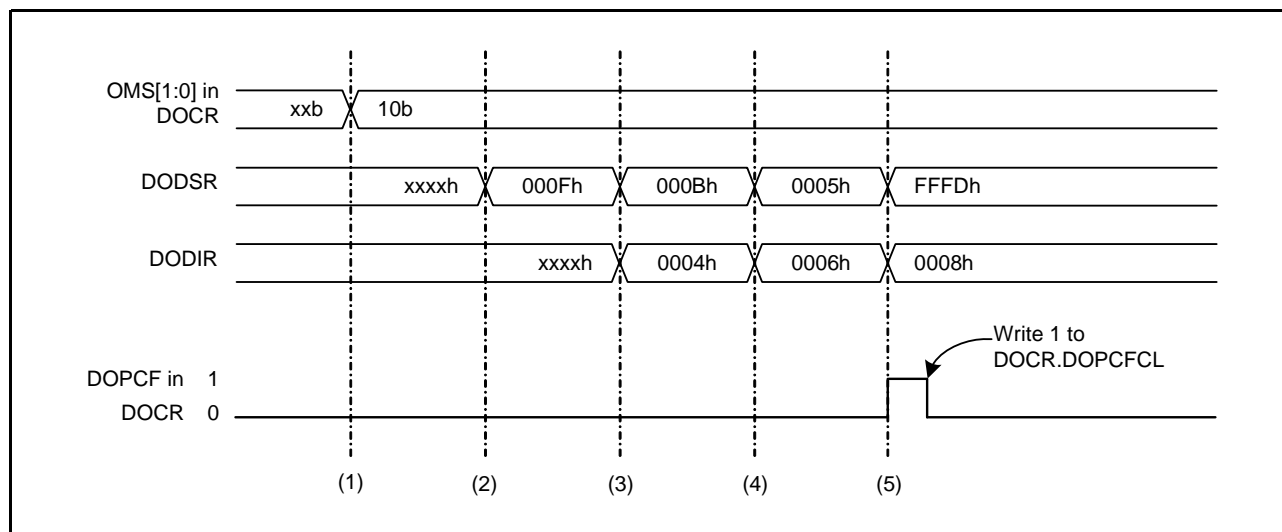 OMS[1:0] in
DOCR
xxb 10b
DODSR xxxxh 000Fh 000Bh 0005h FFFDh
DODIR xxxxh 0004h 0006h 0008h
Write 1 to
DOCR.DOPCFCL
DOPCF in 1
DOCR 0
(1) (2) (3) (4) (5)